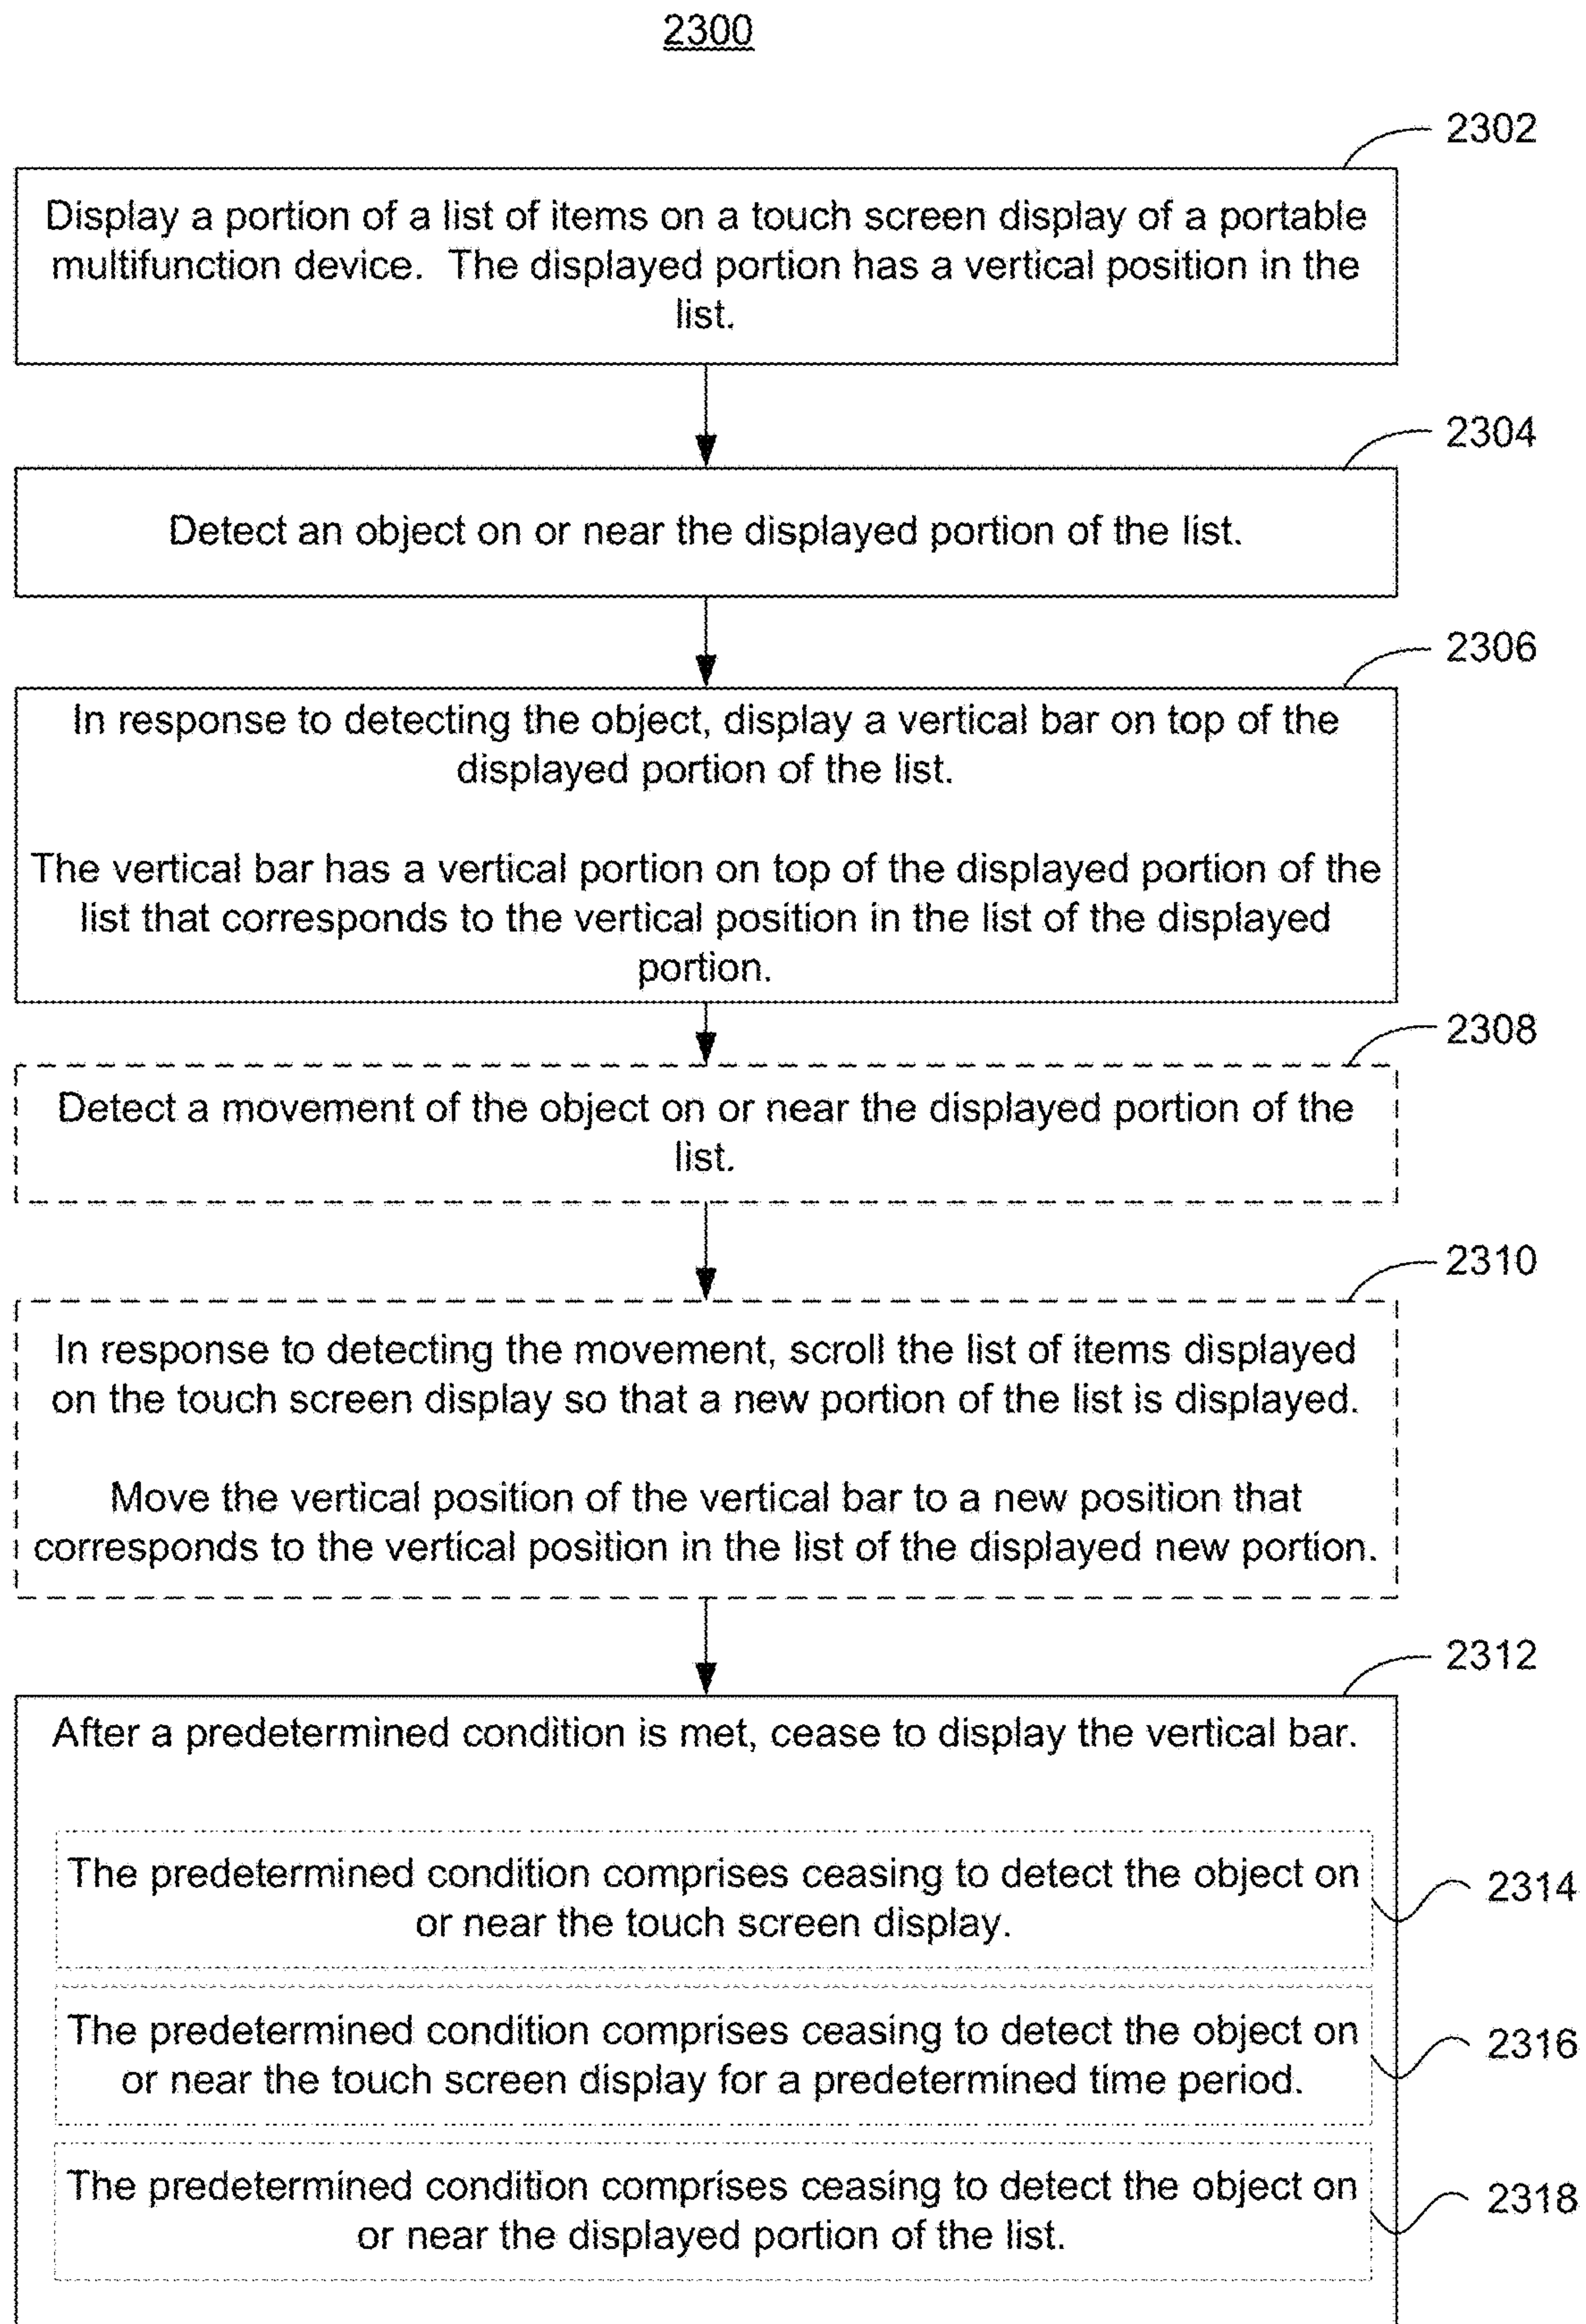 2300
2302
Display a portion of a list of items on a touch screen display of a portable
multifunction device.  The displayed portion has a vertical position in the
list.
2304
Detect an object on or near the displayed portion of the list.
2306
In response to detecting the object, display a vertical bar on top of the
displayed portion of the list.
The vertical bar has a vertical portion on top of the displayed portion of the
list that corresponds to the vertical position in the list of the displayed
portion.
2308
Detect a movement of the object on or near the displayed portion of the
list.
2310
In response to detecting the movement, scroll the list of items displayed
on the touch screen display so that a new portion of the list is displayed.
Move the vertical position of the vertical bar to a new position that
corresponds to the vertical position in the list of the displayed new portion.
2312
After a predetermined condition is met, cease to display the vertical bar.
The predetermined condition comprises ceasing to detect the object on
or near the touch screen display.
2314
The predetermined condition comprises ceasing to detect the object on
or near the touch screen display for a predetermined time period.
2316
The predetermined condition comprises ceasing to detect the object on
or near the displayed portion of the list.
2318